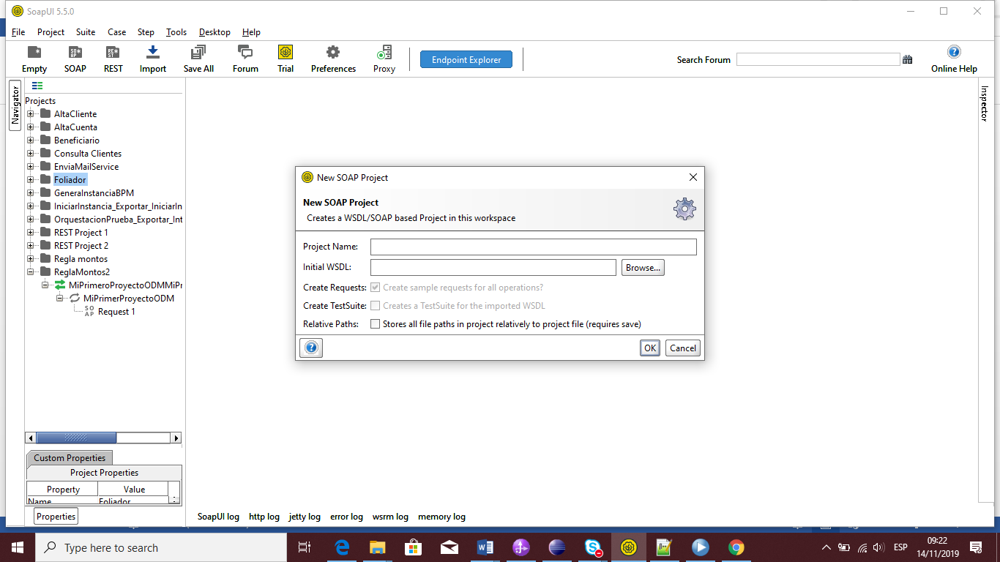 SoapUI 5.5.0
File Project Suite Case Step Tools Desktop Help
Empty SOAP REST Import Save All Forum Trial Preferences Proxy Endpoint Explorer Search Forum Online Help
Navigator
Inspector
Projects
AltaCliente
AltaCuenta
Beneficiario
Consulta Clientes
EnviaMailService
Foliador
GeneraInstanciaBPM
IniciarInstancia_Exportar_IniciarIn
OrquestacionPrueba_Exportar_Int
REST Project 1
REST Project 2
Regla montos
ReglaMontos2
MiPrimeroProyectoODMMiPr
MiPrimerProyectoODM
SO AP Request 1
New SOAP Project
New SOAP Project
Creates a WSDL/SOAP based Project in this workspace
Project Name:
Initial WSDL: Browse...
Create Requests: Create sample requests for all operations?
Create TestSuite: Creates a TestSuite for the imported WSDL
Relative Paths: Stores all file paths in project relatively to project file (requires save)
OK Cancel
Custom Properties
Project Properties
Property Value
Name Foliador
Properties
SoapUI log http log jetty log error log wsrm log memory log
Type here to search
ESP
09:22
14/11/2019